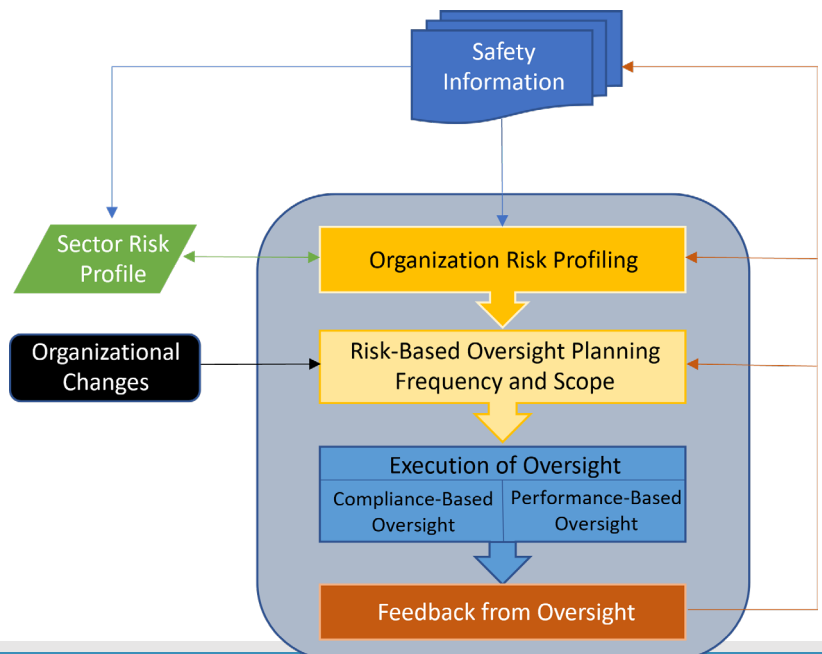 Safety
Information
Sector Risk
Profile
Organization Risk Profiling
Organizational
Changes
Risk-Based Oversight Planning
Frequency and Scope
Execution of Oversight
Compliance-Based
Oversight
Performance-Based
Oversight
Feedback from Oversight